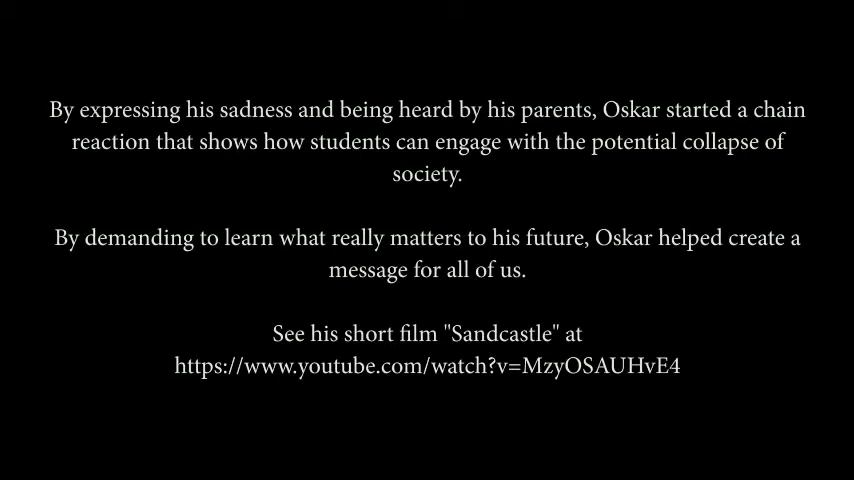 By expressing his sadness and being heard by his parents, Oskar started a chain
reaction that shows how students can engage with the potential collapse of
society.
By demanding to learn what really matters to his future, Oskar helped create a
message for all of us.
See his short film "Sandcastle" at
https://www.youtube.com/watch?v=MzyOSAUHvE4